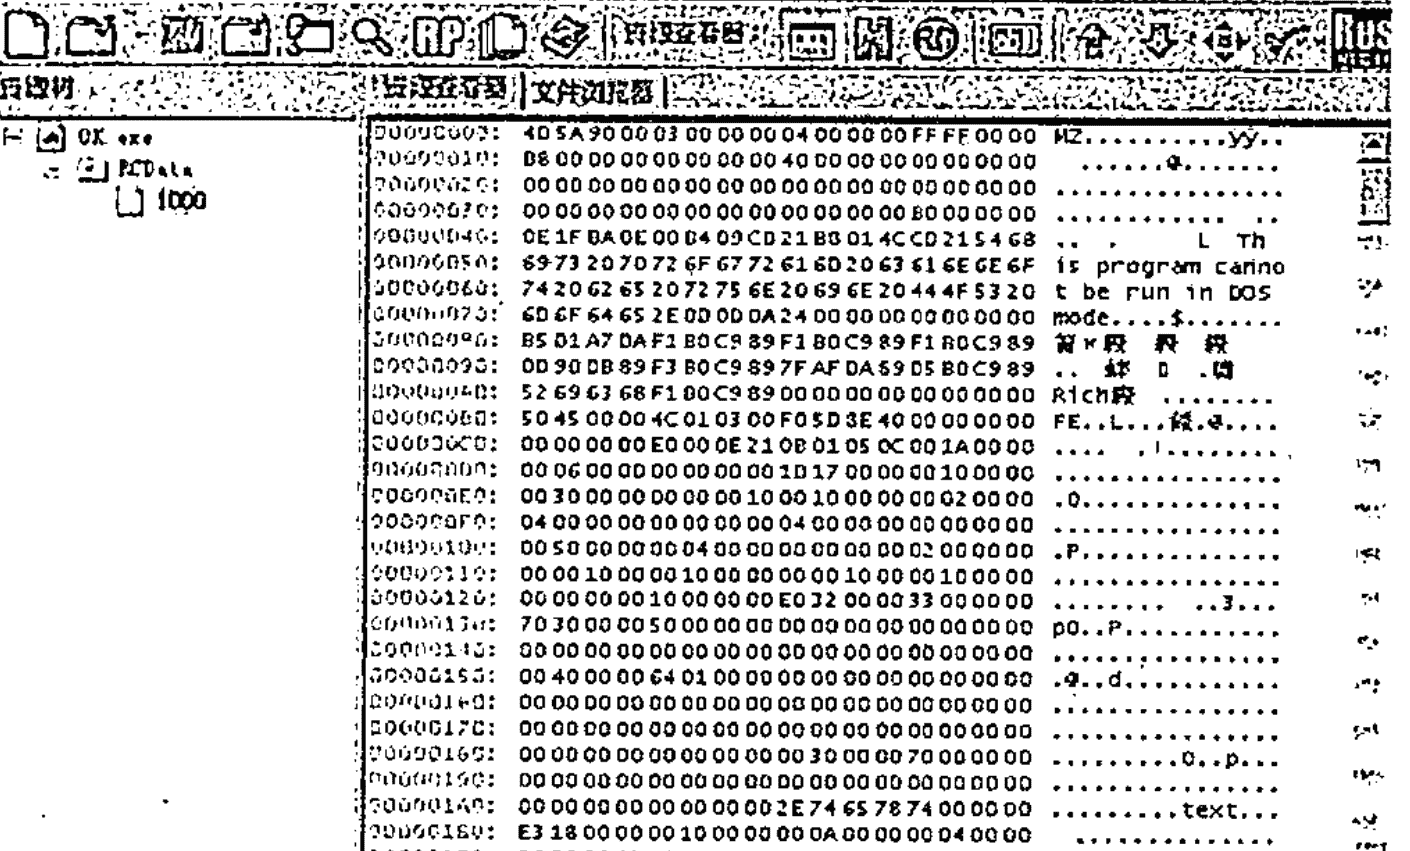 资源查看器
资源树
资源查看器 文件浏览器
OK.exe
RCData
1000
00000000: 4D 5A 90 00 03 00 00 00 04 00 00 00 FF FE 00 00 MZ..........ÿÿ..
00000010: B8 00 00 00 00 00 00 00 40 00 00 00 00 00 00 00 ......@.......
00000020: 00 00 00 00 00 00 00 00 00 00 00 00 00 00 00 00 ................
00000030: 00 00 00 00 00 00 00 00 00 00 00 00 B0 00 00 00 ............ ..
00000040: 0E 1F BA 0E 00 B4 09 CD 21 B8 01 4C CD 21 54 68 .. . L Th
00000050: 69 73 20 70 72 6F 67 72 61 6D 20 63 61 6E 6E 6F is program canno
00000060: 74 20 62 65 20 72 75 6E 20 69 6E 20 44 4F 53 20 t be run in DOS
00000070: 6D 6F 64 65 2E 0D 0D 0A 24 00 00 00 00 00 00 00 mode....$.......
00000080: B5 D1 A7 DA F1 B0 C9 89 F1 B0 C9 89 F1 B0 C9 89
00000090: 0D 90 DB 89 F3 B0 C9 89 7F AF DA 69 D5 B0 C9 89
000000A0: 52 69 63 68 F1 B0 C9 89 00 00 00 00 00 00 00 00 Rich段 ........
000000B0: 50 45 00 00 4C 01 03 00 F0 5D 3E 40 00 00 00 00 PE..L... .@....
000000C0: 00 00 00 00 E0 00 0E 21 0B 01 05 0C 00 1A 00 00 .... .!.........
000000D0: 00 06 00 00 00 00 00 00 1D 17 00 00 00 10 00 00 ................
000000E0: 00 30 00 00 00 00 00 10 00 10 00 00 00 02 00 00 .0..............
000000F0: 04 00 00 00 00 00 00 00 04 00 00 00 00 00 00 00 ................
00000100: 00 50 00 00 00 04 00 00 00 00 00 00 02 00 00 00 .P..............
00000110: 00 00 10 00 00 10 00 00 00 00 10 00 00 10 00 00 ................
00000120: 00 00 00 00 10 00 00 00 E0 32 00 00 33 00 00 00 ........ ..3...
00000130: 70 30 00 00 50 00 00 00 00 00 00 00 00 00 00 00 p0..P...........
00000140: 00 00 00 00 00 00 00 00 00 00 00 00 00 00 00 00 ................
00000150: 00 40 00 00 64 01 00 00 00 00 00 00 00 00 00 00 .@..d...........
00000160: 00 00 00 00 00 00 00 00 00 00 00 00 00 00 00 00 ................
00000170: 00 00 00 00 00 00 00 00 00 00 00 00 00 00 00 00 ................
00000180: 00 00 00 00 00 00 00 00 00 30 00 00 70 00 00 00 .........0..p...
00000190: 00 00 00 00 00 00 00 00 00 00 00 00 00 00 00 00 ................
000001A0: 00 00 00 00 00 00 00 00 2E 74 65 78 74 00 00 00 .........text...
000001B0: E3 18 00 00 00 10 00 00 00 0A 00 00 00 04 00 00 ..............